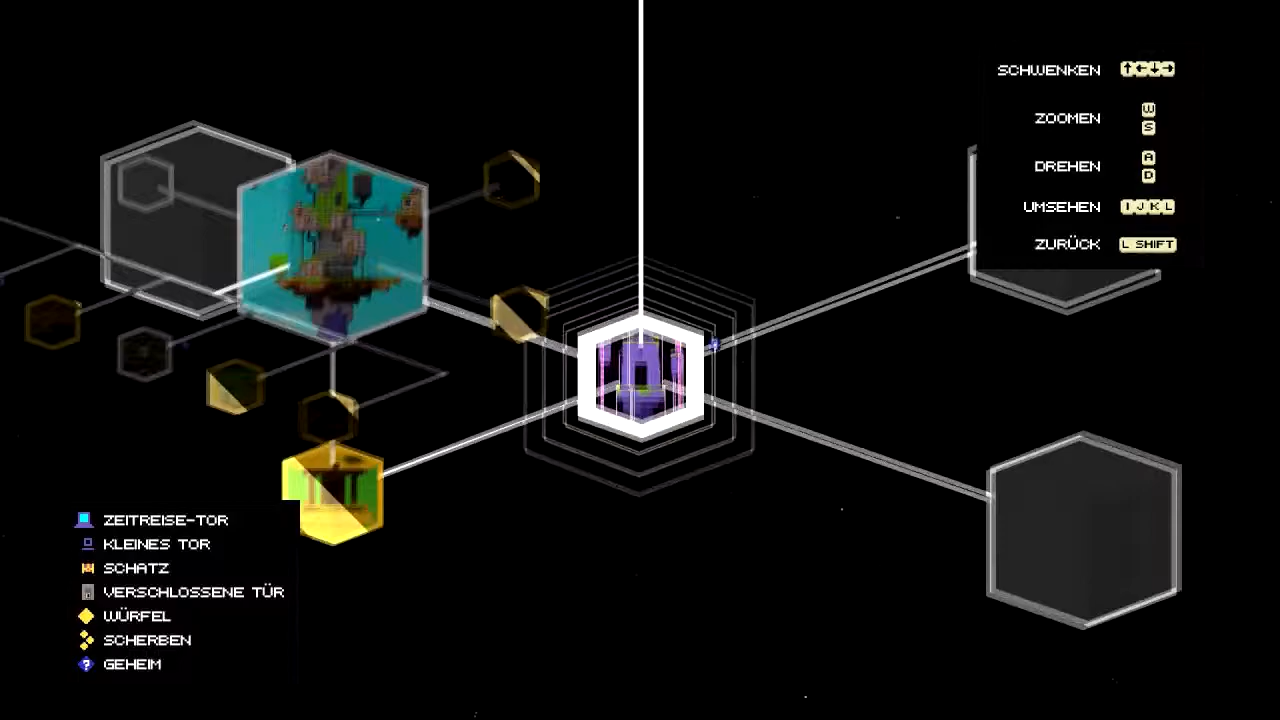 SCHWENKEN ↑←↓→
ZOOMEN W
S
DREHEN A
D
UMSEHEN I J K L
ZURÜCK L SHIFT
ZEITREISE-TOR
KLEINES TOR
SCHATZ
VERSCHLOSSENE TÜR
WÜRFEL
SCHERBEN
? GEHEIM